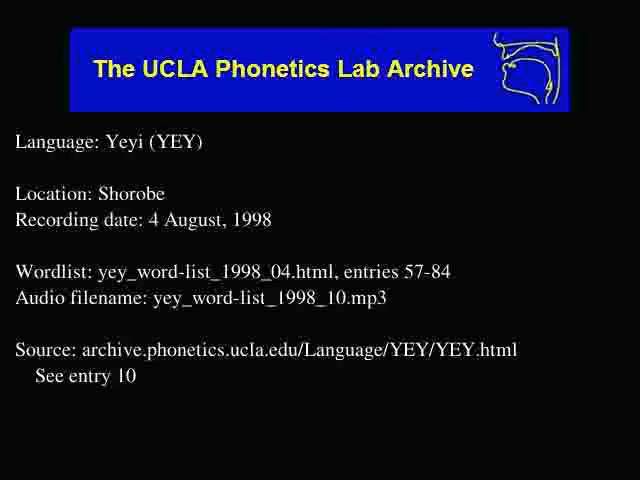 The UCLA Phonetics Lab Archive
Language: Yeyi (YEY)
Location: Shorobe
Recording date: 4 August, 1998
Wordlist: yey_word-list_1998_04.html, entries 57-84
Audio filename: yey_word-list_1998_10.mp3
Source: archive.phonetics.ucla.edu/Language/YEY/YEY.html
See entry 10